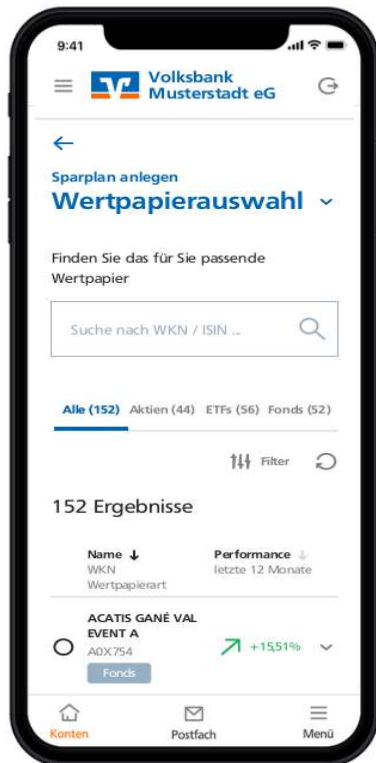 9:41
Volksbank
Musterstadt eG
Sparplan anlegen
Wertpapierauswahl
Finden Sie das für Sie passende
Wertpapier
Suche nach WKN / ISIN ...
Alle (152) Aktien (44) ETFs (56) Fonds (52)
Filter
152 Ergebnisse
Name ↓ Performance ↓
WKN letzte 12 Monate
Wertpapierart
ACATIS GANÉ VAL
EVENT A
A0X754 +15,51%
Fonds
Konten Postfach Menü